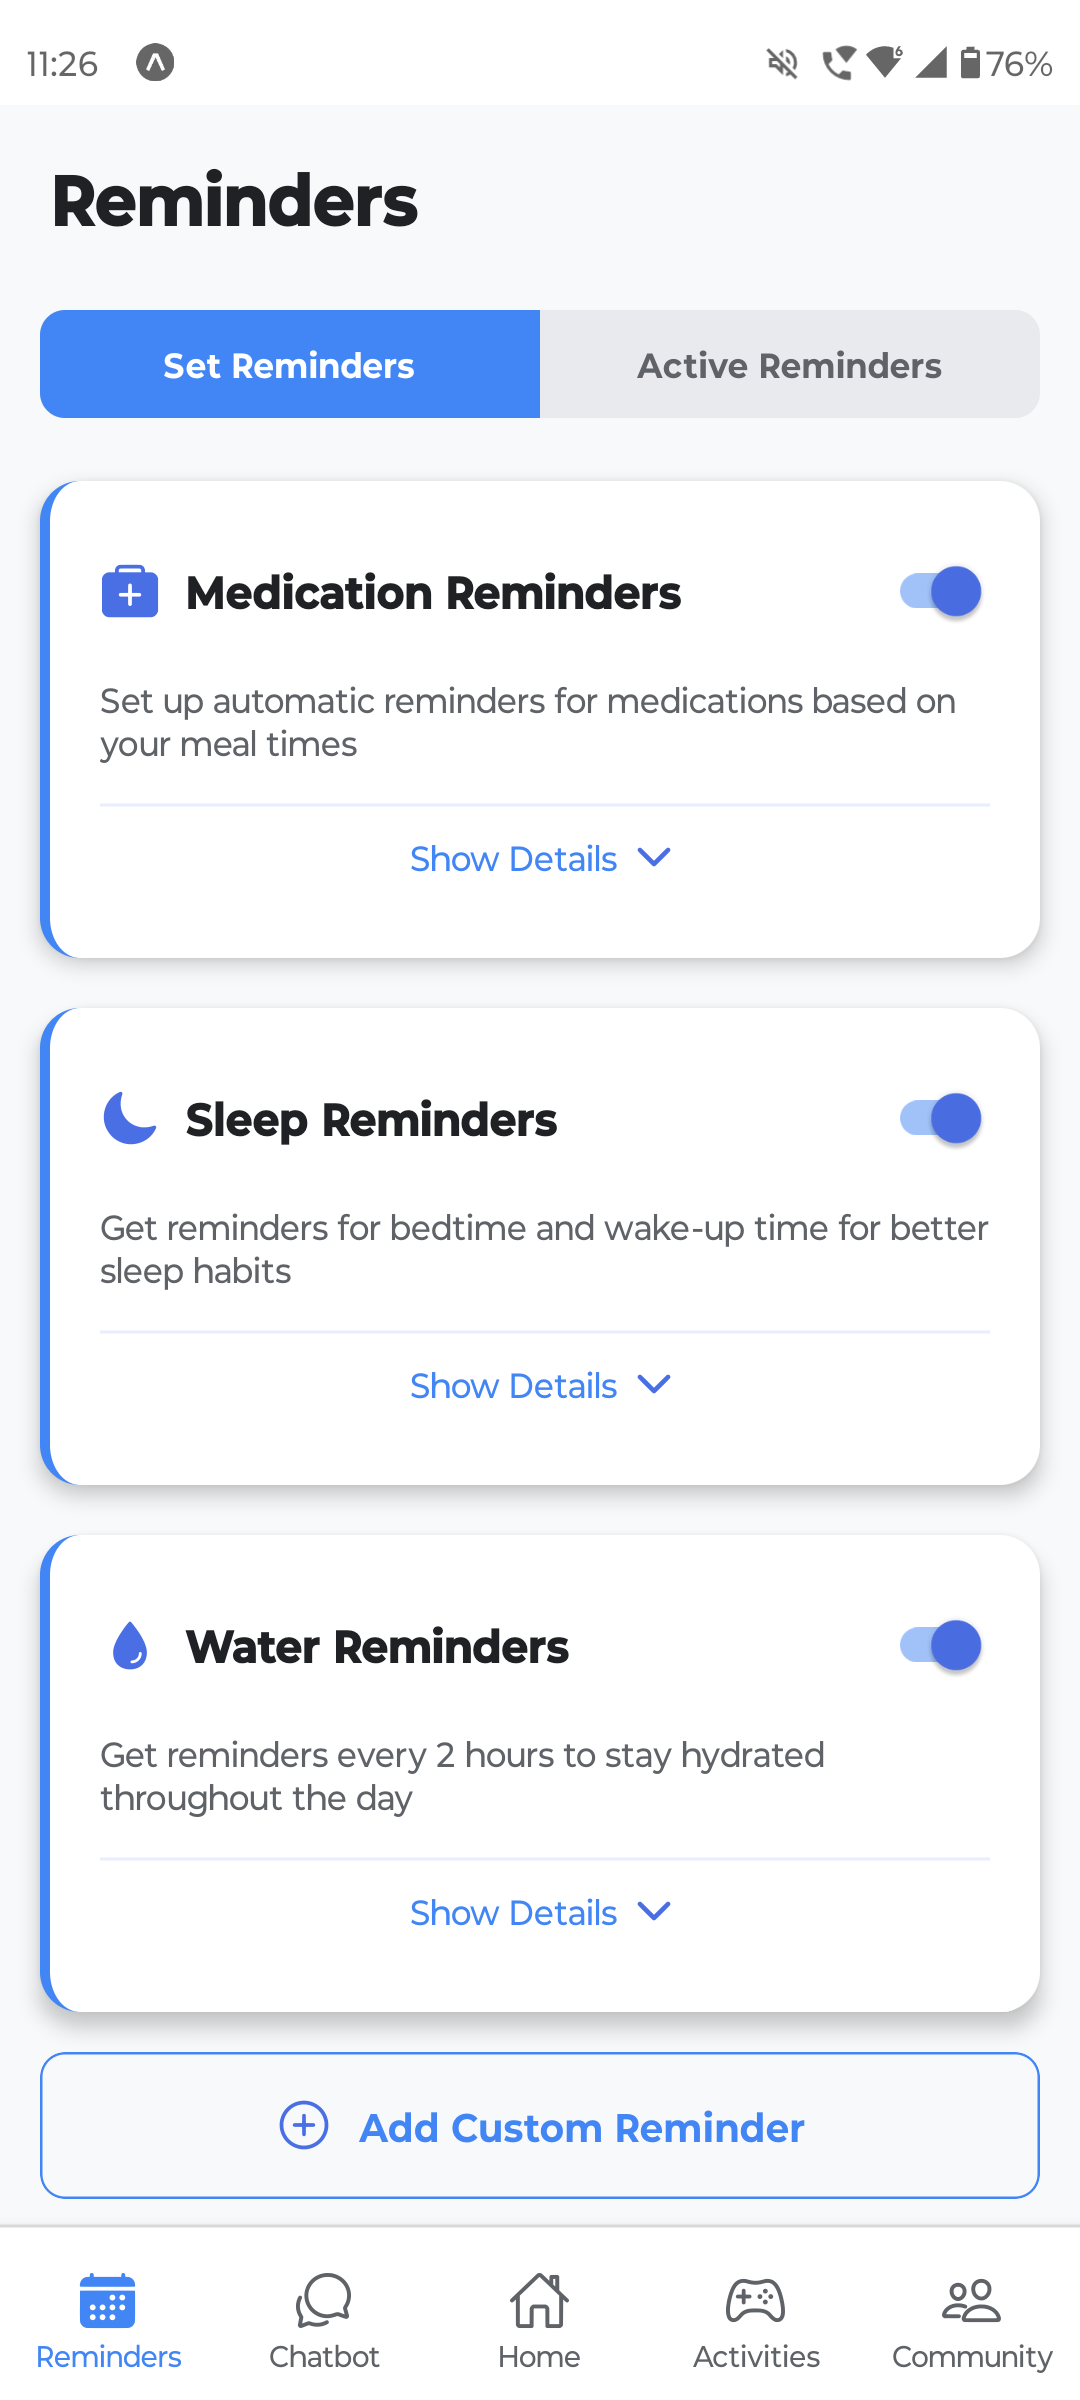 11:26
6
76%
Reminders
Set Reminders
Active Reminders
Medication Reminders
Set up automatic reminders for medications based on
your meal times
Show Details
Sleep Reminders
Get reminders for bedtime and wake-up time for better
sleep habits
Show Details
Water Reminders
Get reminders every 2 hours to stay hydrated
throughout the day
Show Details
Add Custom Reminder
Reminders
Chatbot
Home
Activities
Community